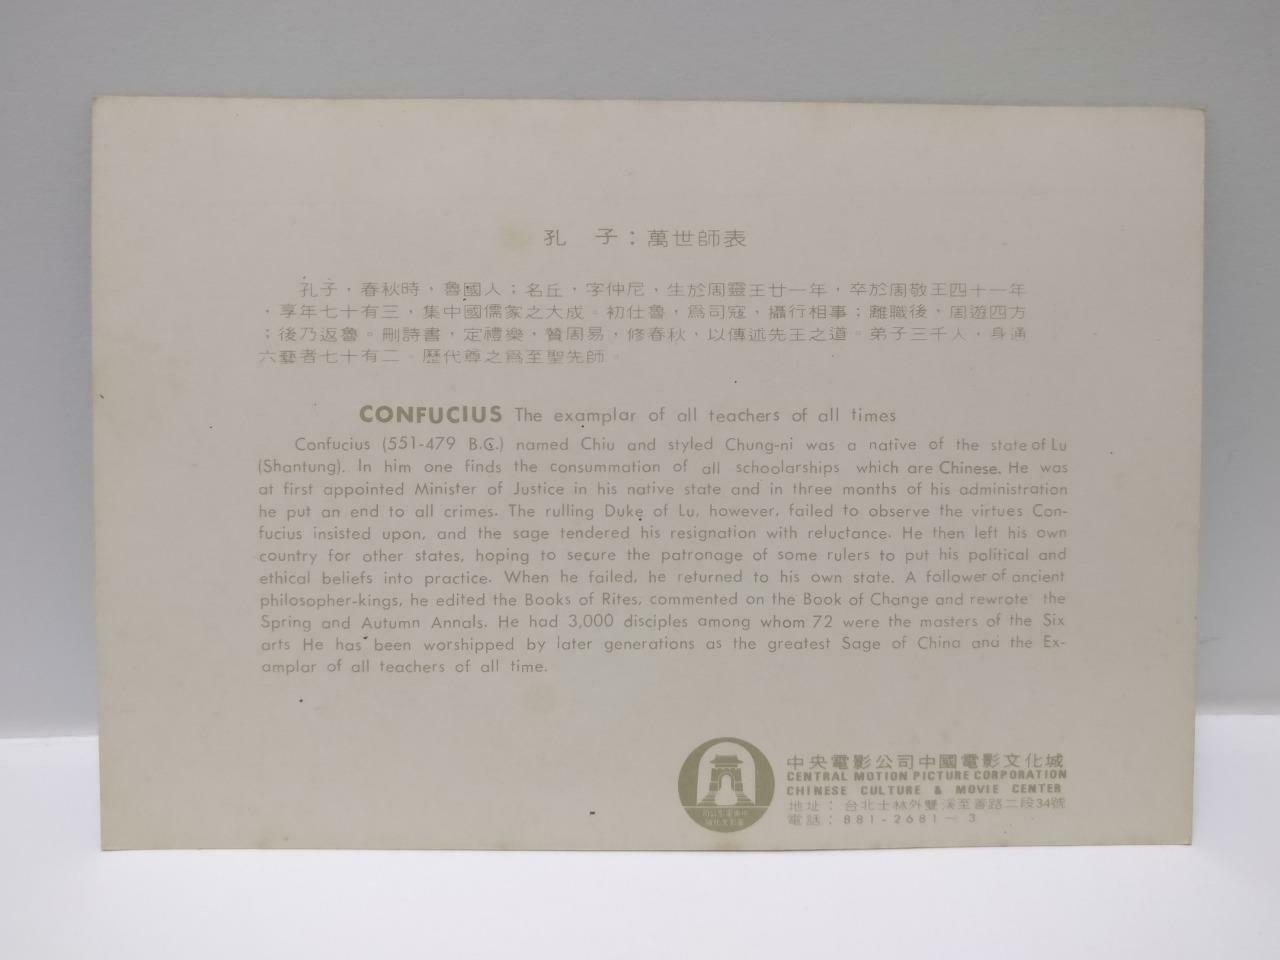 孔　子：萬世師表
孔子，春秋時，魯國人；名丘，字仲尼，生於周靈王廿一年，卒於周敬王四十一年
，享年七十有三，集中國儒家之大成。初仕魯，爲司寇，攝行相事；離職後，周遊四方
；後乃返魯。刪詩書，定禮樂，贊周易，修春秋，以傳述先王之道。弟子三千人，身通
六藝者七十有二。歷代尊之爲至聖先師。
CONFUCIUS The examplar of all teachers of all times
Confucius (551-479 B.C.) named Chiu and styled Chung-ni was a native of the state of Lu
(Shantung). In him one finds the consummation of all schoolarships which are Chinese. He was
at first appointed Minister of Justice in his native state and in three months of his administration
he put an end to all crimes. The rulling Duke of Lu, however, failed to observe the virtues Con-
fucius insisted upon, and the sage tendered his resignation with reluctance. He then left his own
country for other states, hoping to secure the patronage of some rulers to put his political and
ethical beliefs into practice. When he failed, he returned to his own state. A follower of ancient
philosopher-kings, he edited the Books of Rites, commented on the Book of Change and rewrote the
Spring and Autumn Annals. He had 3,000 disciples among whom 72 were the masters of the Six
arts He has been worshipped by later generations as the greatest Sage of China and the Ex-
amplar of all teachers of all time.
中央電影公司中國電影文化城
CENTRAL MOTION PICTURE CORPORATION
CHINESE CULTURE & MOVIE CENTER
地址：台北士林外雙溪至善路二段34號
電話：881-2681~3